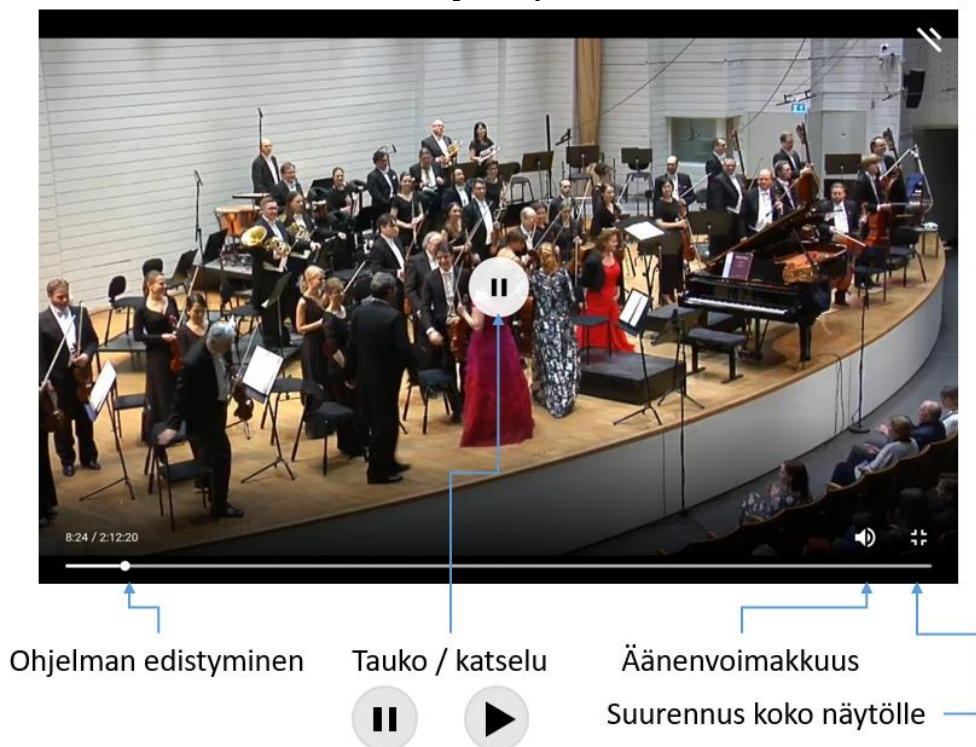 8:24 / 2:12:20
Ohjelman edistyminen
Tauko / katselu
Äänenvoimakkuus
Suurennus koko näytölle